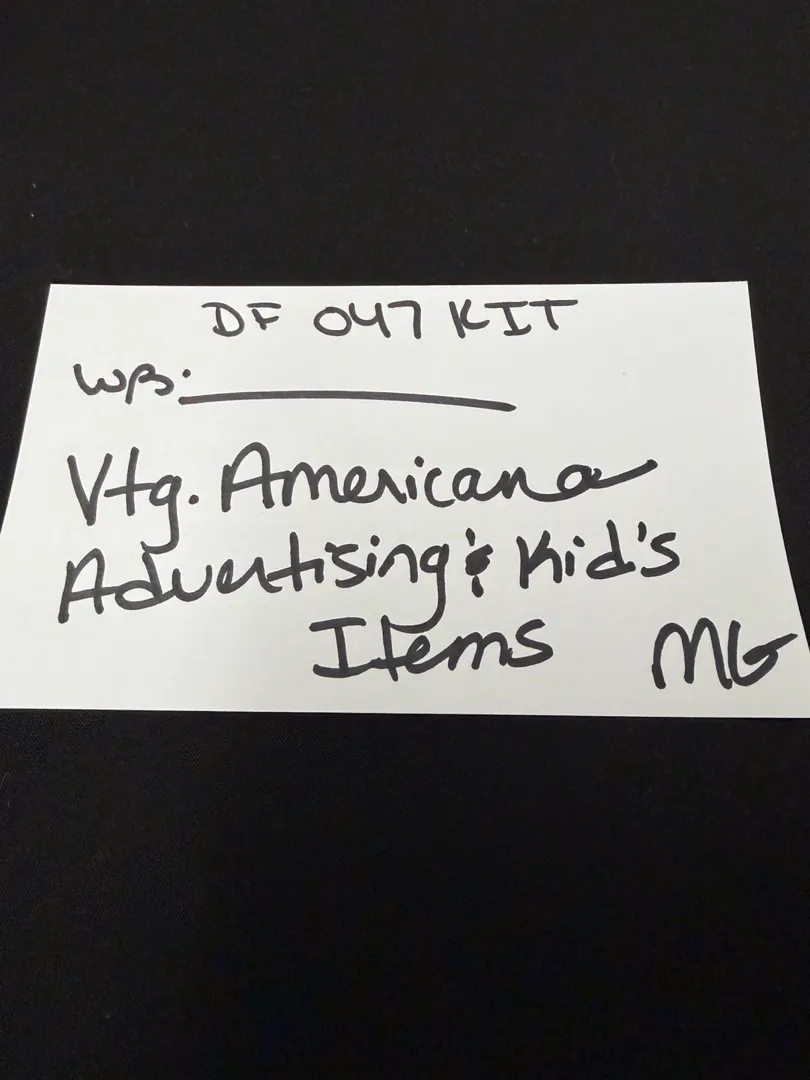 DF 047 KIT
WB: 
Vtg. Americana
Advertising & Kid's
Items MG